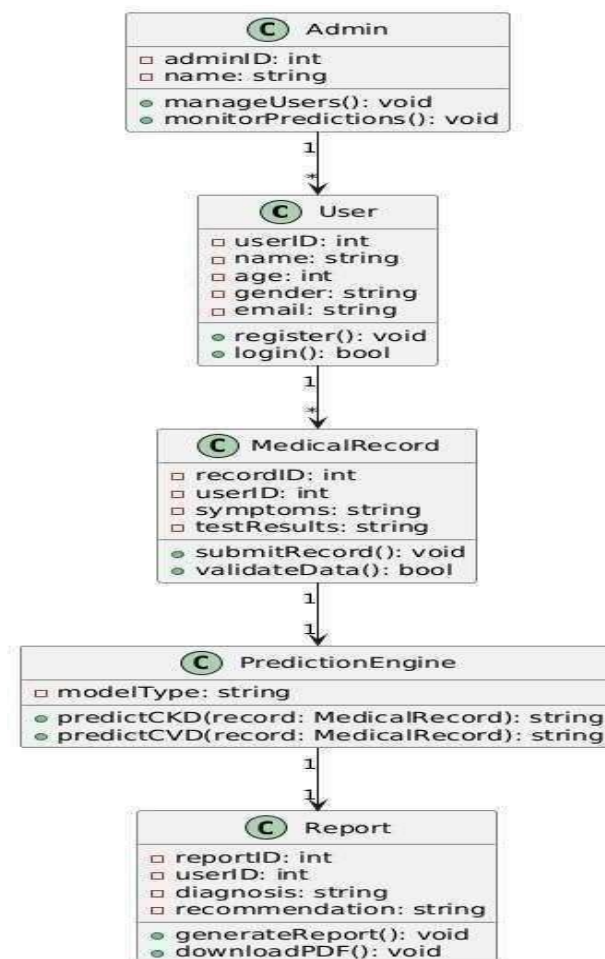 C Admin
adminID: int
name: string
manageUsers(): void
monitorPredictions(): void
1
*
C User
userID: int
name: string
age: int
gender: string
email: string
register(): void
login(): bool
1
*
C MedicalRecord
recordID: int
userID: int
symptoms: string
testResults: string
submitRecord(): void
validateData(): bool
1
1
C PredictionEngine
modelType: string
predictCKD(record: MedicalRecord): string
predictCVD(record: MedicalRecord): string
1
1
C Report
reportID: int
userID: int
diagnosis: string
recommendation: string
generateReport(): void
downloadPDF(): void